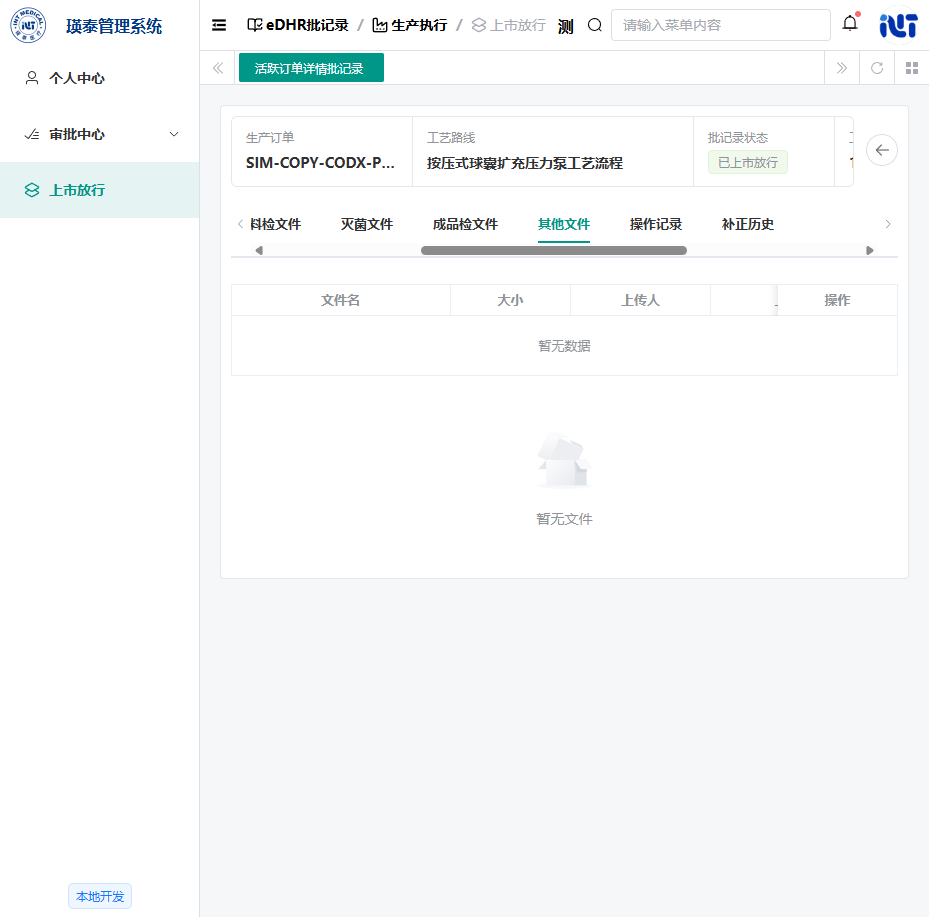 瑛泰管理系统
eDHR批记录 / 生产执行 / 上市放行 测 请输入菜单内容
个人中心
审批中心
上市放行
本地开发
活跃订单详情批记录
生产订单 工艺路线 批记录状态
SIM-COPY-CODX-P... 按压式球囊扩充压力泵工艺流程 已上市放行
料检文件 灭菌文件 成品检文件 其他文件 操作记录 补正历史
文件名 大小 上传人 操作
暂无数据
暂无文件